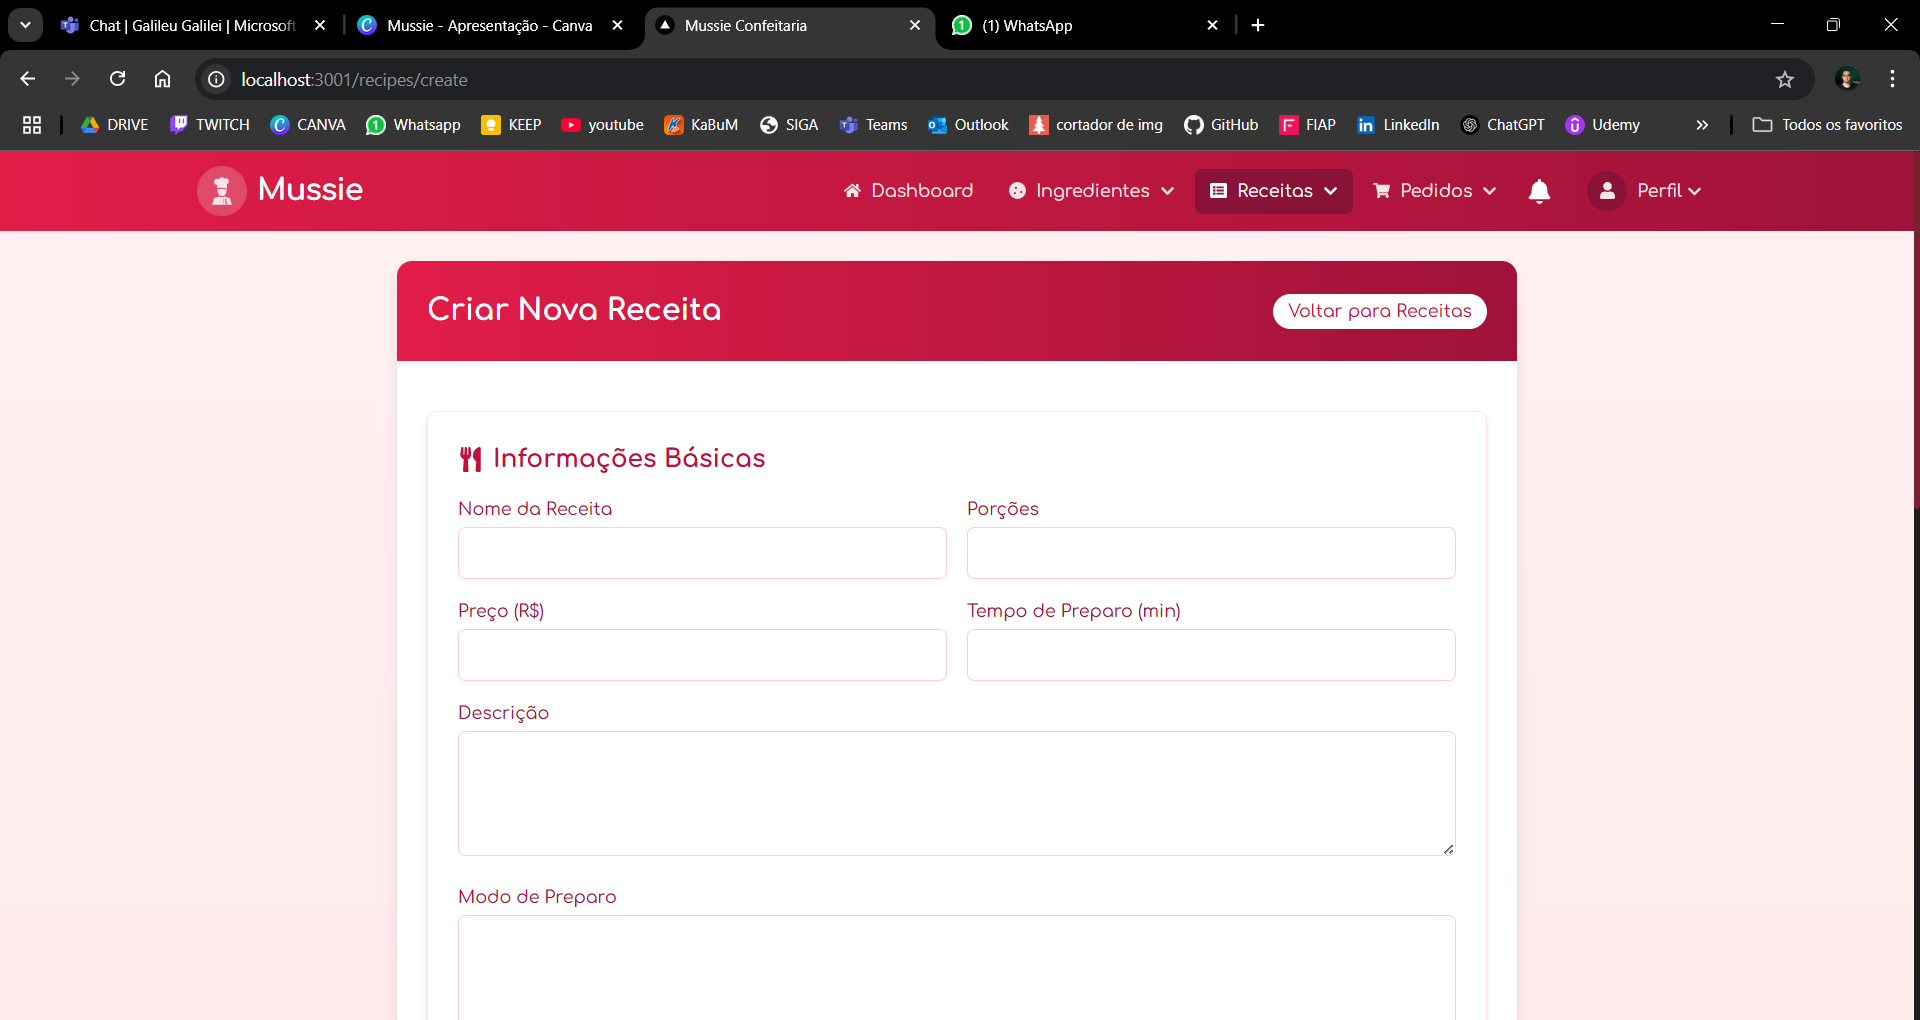 Chat | Galileu Galilei | Microsoft
Mussie - Apresentação - Canva
Mussie Confeitaria
(1) WhatsApp
localhost:3001/recipes/create
DRIVE
TWITCH
CANVA
Whatsapp
KEEP
youtube
KaBuM
SIGA
Teams
Outlook
cortador de img
GitHub
FIAP
LinkedIn
ChatGPT
Udemy
Todos os favoritos
Mussie
Dashboard
Ingredientes
Receitas
Pedidos
Perfil
Criar Nova Receita
Voltar para Receitas
Informações Básicas
Nome da Receita
Porções
Preço (R$)
Tempo de Preparo (min)
Descrição
Modo de Preparo